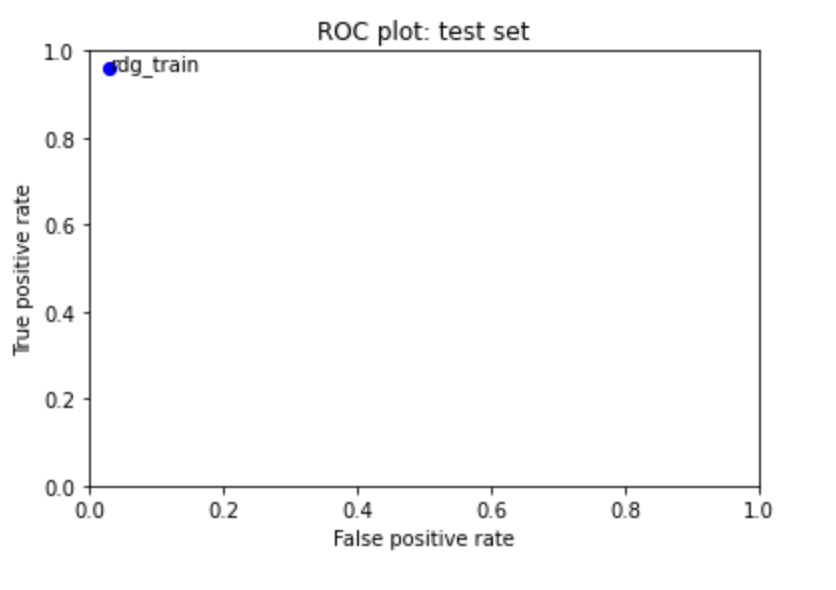 ROC plot: test set
1.0
rdg_train
0.8
0.6
0.4
0.2
0.0
True positive rate
0.0 0.2 0.4 0.6 0.8 1.0
False positive rate